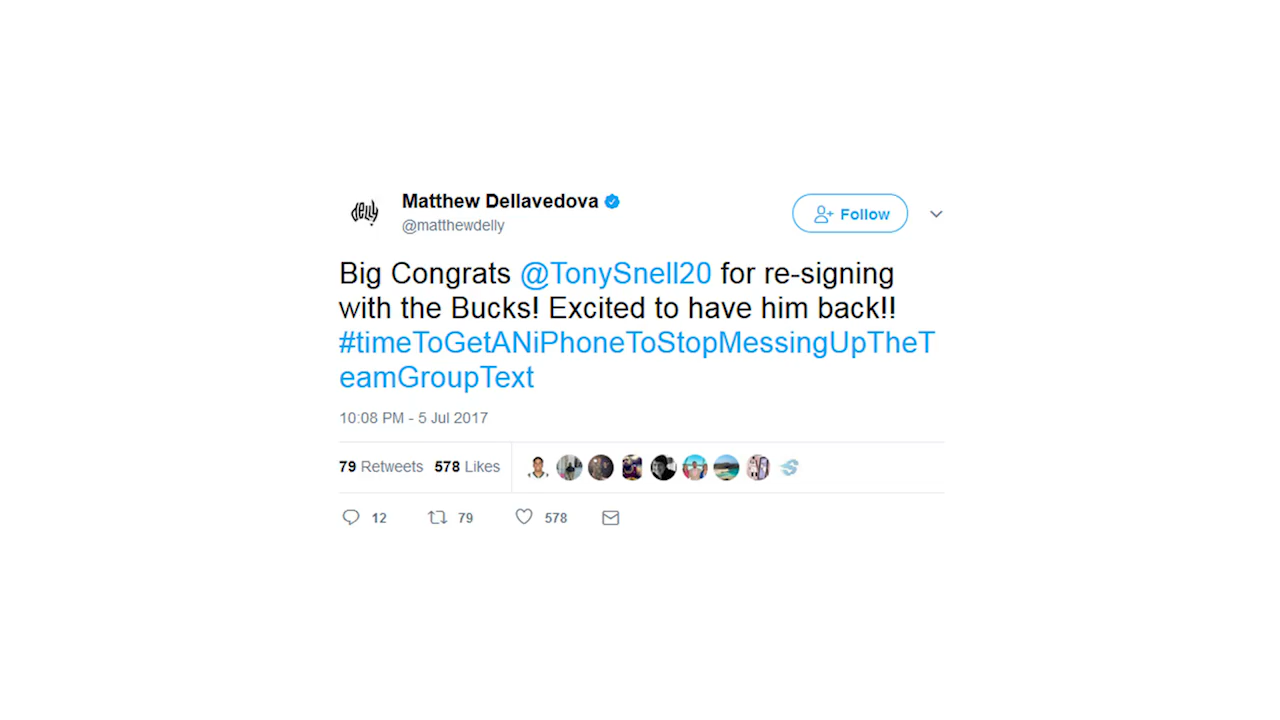 delly
Matthew Dellavedova
@matthewdelly
Follow
Big Congrats @TonySnell20 for re-signing
with the Bucks! Excited to have him back!!
#timeToGetANiPhoneToStopMessingUpTheT
eamGroupText
10:08 PM - 5 Jul 2017
79 Retweets 578 Likes
12 79 578